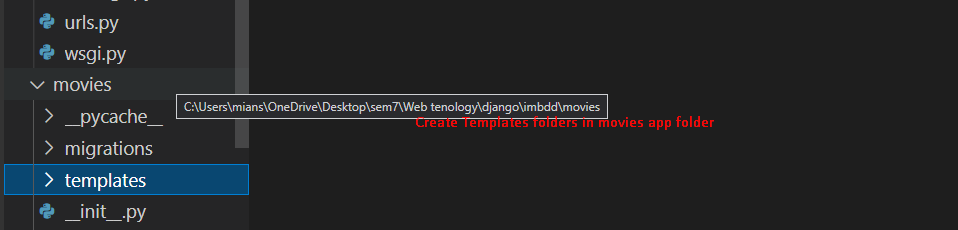 urls.py
wsgi.py
movies
C:\Users\mians\OneDrive\Desktop\sem7\Web tenology\django\imbdd\movies
__pycache__
Create Templates folders in movies app folder
migrations
templates
__init__.py